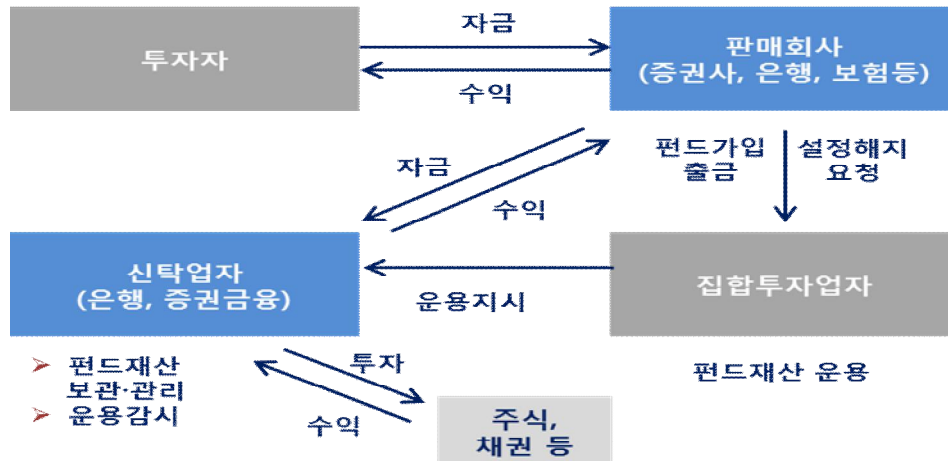 자금
투자자
판매회사
(증권사, 은행, 보험등)
수익
자금
수익
펀드가입
출금
설정해지
요청
신탁업자
(은행, 증권금융)
운용지시
집합투자업자
펀드재산
보관·관리
운용감시
투자
수익
주식,
채권 등
펀드재산 운용